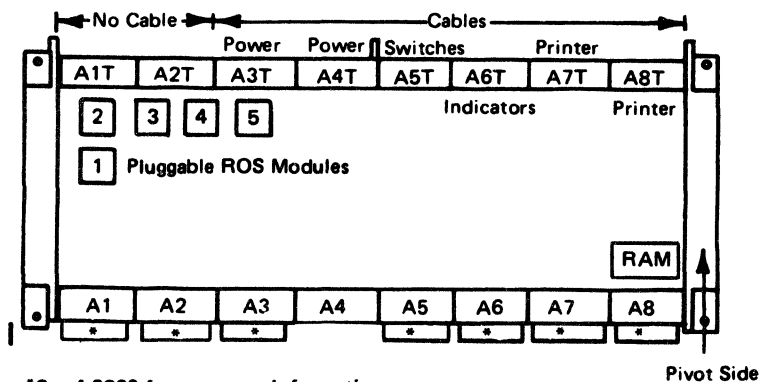 No Cable Cables
Power Power Switches Printer
A1T A2T A3T A4T A5T A6T A7T A8T
Indicators Printer
2 3 4 5
1 Pluggable ROS Modules
RAM
A1 A2 A3 A4 A5 A6 A7 A8
* * * * * * *
Pivot Side